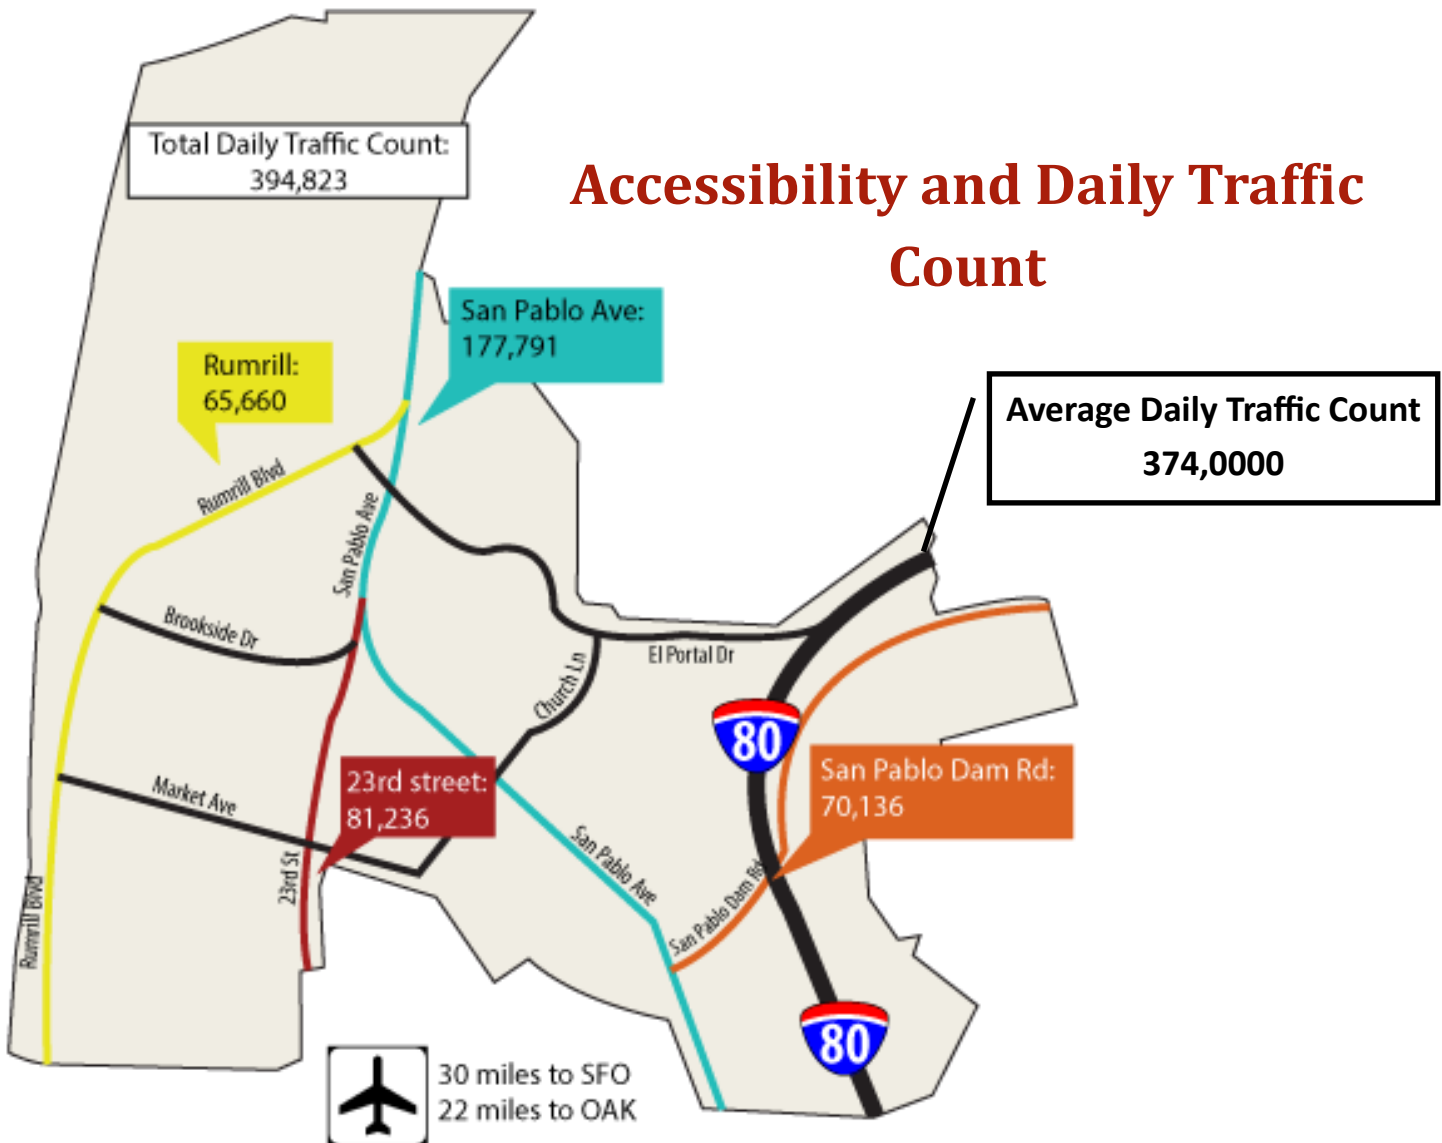 Total Daily Traffic Count:
394,823
Accessibility and Daily Traffic
Count
San Pablo Ave:
177,791
Rumrill:
65,660
Average Daily Traffic Count
374,0000
Rumrill Blvd
San Pablo Ave
Brookside Dr
El Portal Dr
Church Ln
80
San Pablo Dam Rd:
70,136
23rd street:
81,236
Market Ave
San Pablo Ave
23rd St
San Pablo Dam Rd
Rumrill Blvd
80
30 miles to SFO
22 miles to OAK